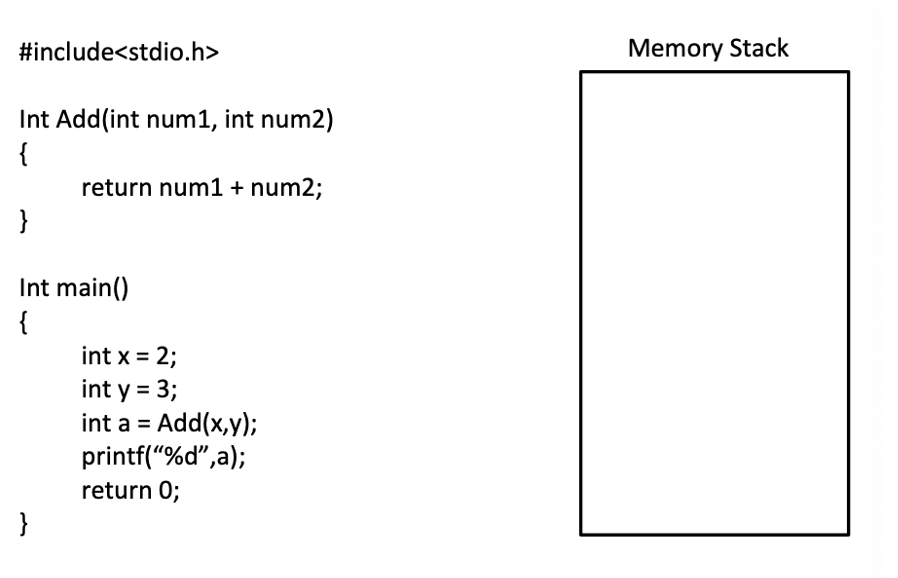 #include<stdio.h>
Memory Stack
Int Add(int num1, int num2)
{
return num1 + num2;
}
Int main()
{
int x = 2;
int y = 3;
int a = Add(x,y);
printf(“%d”,a);
return 0;
}